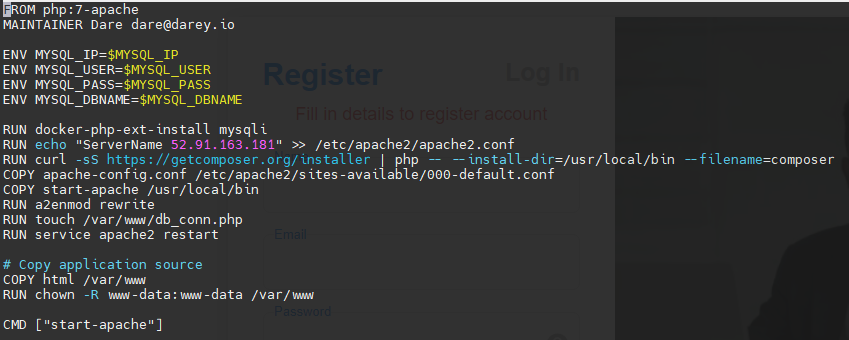 FROM php:7-apache
MAINTAINER Dare dare@darey.io
ENV MYSQL_IP=$MYSQL_IP
ENV MYSQL_USER=$MYSQL_USER
ENV MYSQL_PASS=$MYSQL_PASS
ENV MYSQL_DBNAME=$MYSQL_DBNAME
Register
Log In
Fill in details to register account
RUN docker-php-ext-install mysqli
RUN echo "ServerName 52.91.163.181" >> /etc/apache2/apache2.conf
RUN curl -sS https://getcomposer.org/installer | php -- --install-dir=/usr/local/bin --filename=composer
COPY apache-config.conf /etc/apache2/sites-available/000-default.conf
COPY start-apache /usr/local/bin
RUN a2enmod rewrite
RUN touch /var/www/db_conn.php
RUN service apache2 restart
Email
# Copy application source
COPY html /var/www
RUN chown -R www-data:www-data /var/www
Password
CMD ["start-apache"]